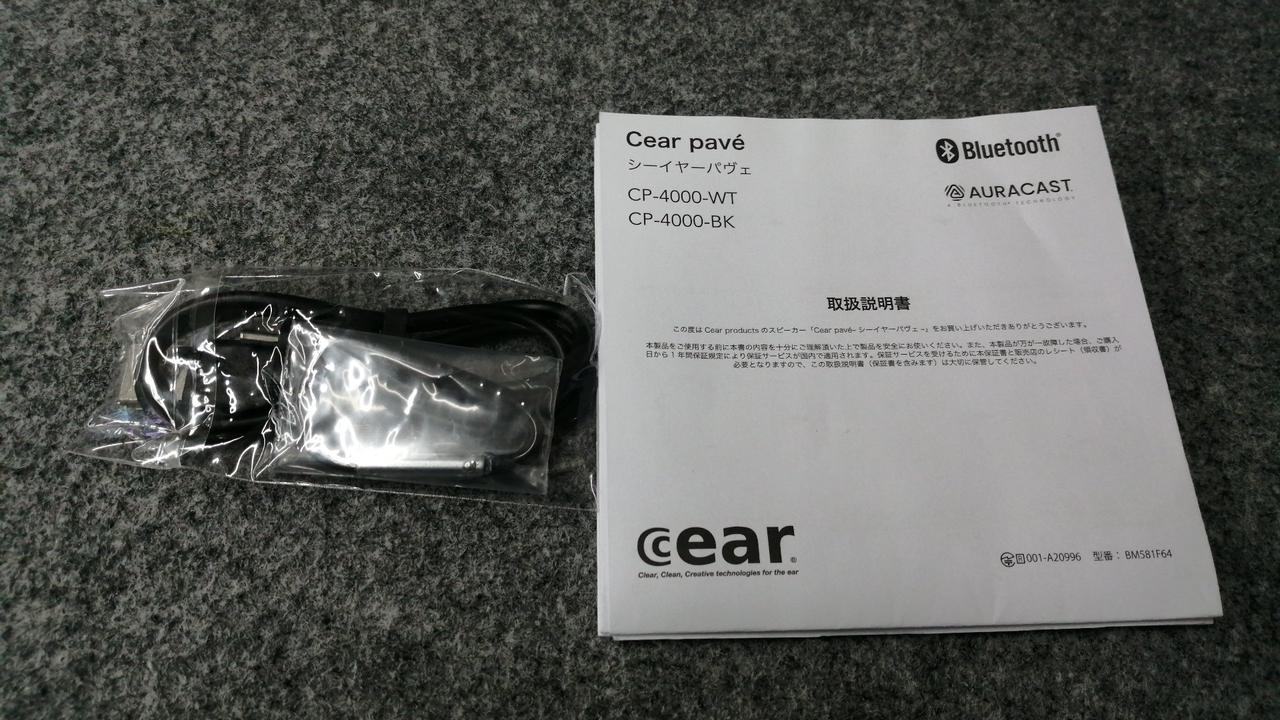 Cear pavé
シーイヤーパヴェ
CP-4000-WT
CP-4000-BK
Bluetooth®
AURACAST™
A BLUETOOTH® TECHNOLOGY
取扱説明書
この度は Cear products のスピーカー「Cear pavé– シーイヤーパヴェ –」をお買い上げいただきありがとうございます。
本製品をご使用する前に本書の内容を十分にご理解頂いた上で製品を安全にお使いください。また、本製品が万が一故障した場合、ご購入
日から 1 年間保証規定により保証サービスが国内で適用されます。保証サービスを受けるために本保証書と販売店のレシート（領収書）が
必要となりますので、この取扱説明書（保証書を含みます）は大切に保管してください。
cear®
Clear, Clean, Creative technologies for the ear
001-A20996 型番： BM581F64